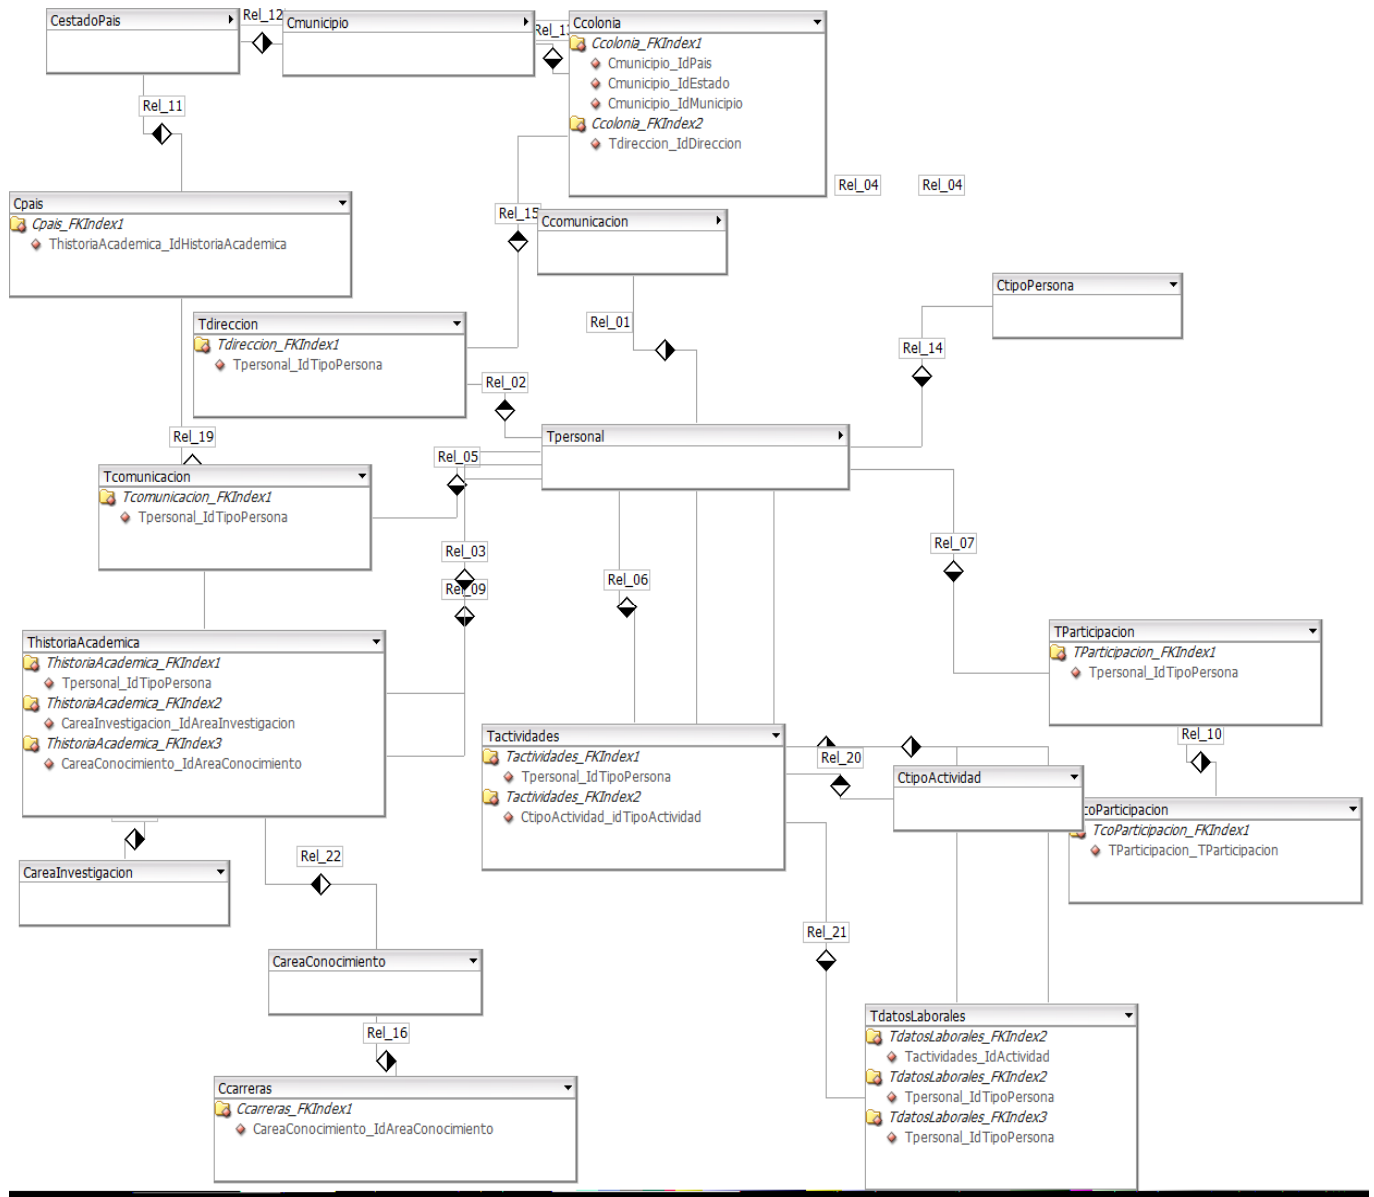 CestadoPais
Rel_12
Cmunicipio
Rel_1
Ccolonia
Ccolonia_FKIndex1
Cmunicipio_IdPais
Cmunicipio_IdEstado
Cmunicipio_IdMunicipio
Ccolonia_FKIndex2
Tdireccion_IdDireccion
Rel_11
Rel_04
Rel_04
Cpais
Cpais_FKIndex1
ThistoriaAcademica_IdHistoriaAcademica
Rel_15
Ccomunicacion
CtipoPersona
Tdireccion
Tdireccion_FKIndex1
Tpersonal_IdTipoPersona
Rel_01
Rel_14
Rel_02
Rel_19
Tpersonal
Rel_05
Tcomunicacion
Tcomunicacion_FKIndex1
Tpersonal_IdTipoPersona
Rel_03
Rel_09
Rel_06
Rel_07
ThistoriaAcademica
ThistoriaAcademica_FKIndex1
Tpersonal_IdTipoPersona
ThistoriaAcademica_FKIndex2
CareaInvestigacion_IdAreaInvestigacion
ThistoriaAcademica_FKIndex3
CareaConocimiento_IdAreaConocimiento
TParticipacion
TParticipacion_FKIndex1
Tpersonal_IdTipoPersona
Rel_10
Tactividades
Tactividades_FKIndex1
Tpersonal_IdTipoPersona
Tactividades_FKIndex2
CtipoActividad_idTipoActividad
Rel_20
CtipoActividad
coParticipacion
TcoParticipacion_FKIndex1
TParticipacion_TParticipacion
CareaInvestigacion
Rel_22
Rel_21
CareaConocimiento
Rel_16
Ccarreras
Ccarreras_FKIndex1
CareaConocimiento_IdAreaConocimiento
TdatosLaborales
TdatosLaborales_FKIndex2
Tactividades_IdActividad
TdatosLaborales_FKIndex2
Tpersonal_IdTipoPersona
TdatosLaborales_FKIndex3
Tpersonal_IdTipoPersona